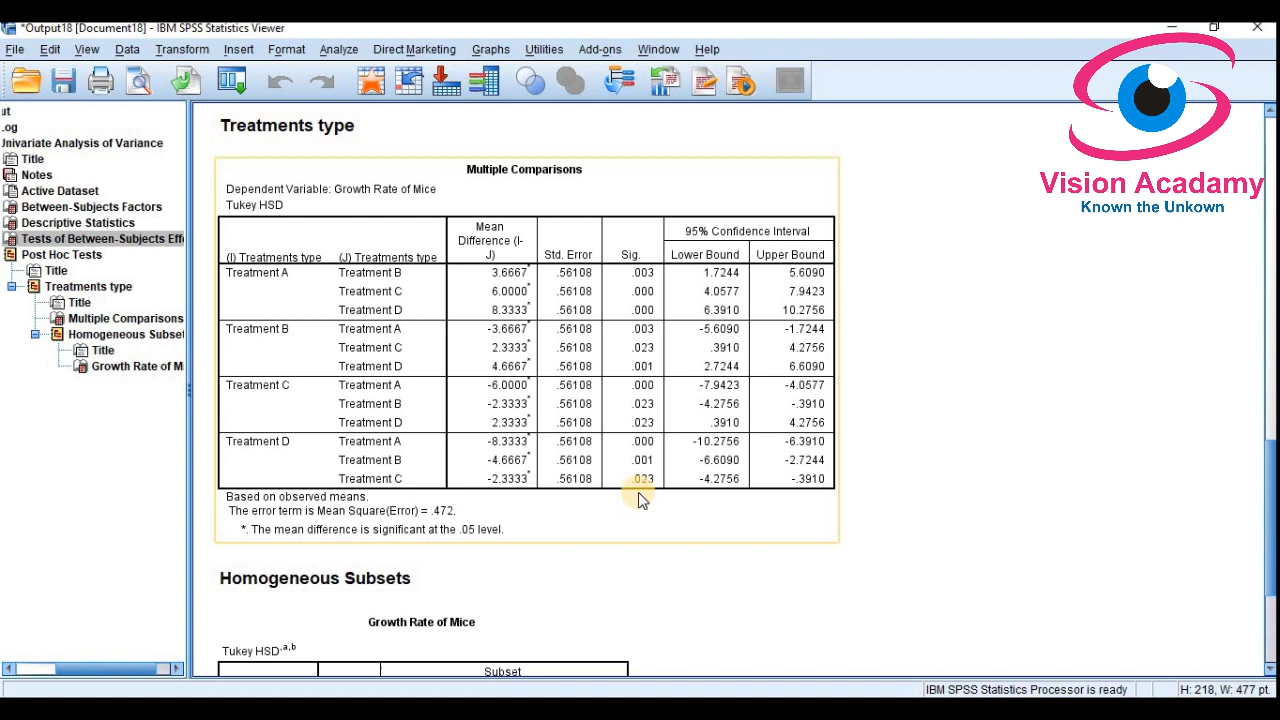 *Output18 [Document18] - IBM SPSS Statistics Viewer
File Edit View Data Transform Insert Format Analyze Direct Marketing Graphs Utilities Add-ons Window Help
ut
.og
Jnivariate Analysis of Variance
Title
Notes
Active Dataset
Between-Subjects Factors
Descriptive Statistics
Tests of Between-Subjects Effe
Post Hoc Tests
Title
Treatments type
Title
Multiple Comparisons
Homogeneous Subset
Title
Growth Rate of M
Treatments type
Multiple Comparisons
Dependent Variable: Growth Rate of Mice
Tukey HSD
(I) Treatments type (J) Treatments type Mean Difference (I-J) Std. Error Sig. 95% Confidence Interval
Lower Bound Upper Bound
Treatment A Treatment B 3.6667* .56108 .003 1.7244 5.6090
Treatment C 6.0000* .56108 .000 4.0577 7.9423
Treatment D 8.3333* .56108 .000 6.3910 10.2756
Treatment B Treatment A -3.6667* .56108 .003 -5.6090 -1.7244
Treatment C 2.3333* .56108 .023 .3910 4.2756
Treatment D 4.6667* .56108 .001 2.7244 6.6090
Treatment C Treatment A -6.0000* .56108 .000 -7.9423 -4.0577
Treatment B -2.3333* .56108 .023 -4.2756 -.3910
Treatment D 2.3333* .56108 .023 .3910 4.2756
Treatment D Treatment A -8.3333* .56108 .000 -10.2756 -6.3910
Treatment B -4.6667* .56108 .001 -6.6090 -2.7244
Treatment C -2.3333* .56108 .023 -4.2756 -.3910
Based on observed means.
The error term is Mean Square(Error) = .472.
*. The mean difference is significant at the .05 level.
Homogeneous Subsets
Growth Rate of Mice
Tukey HSD.a,b
Subset
Vision Acadamy
Known the Unkown
IBM SPSS Statistics Processor is ready H: 218, W: 477 pt.